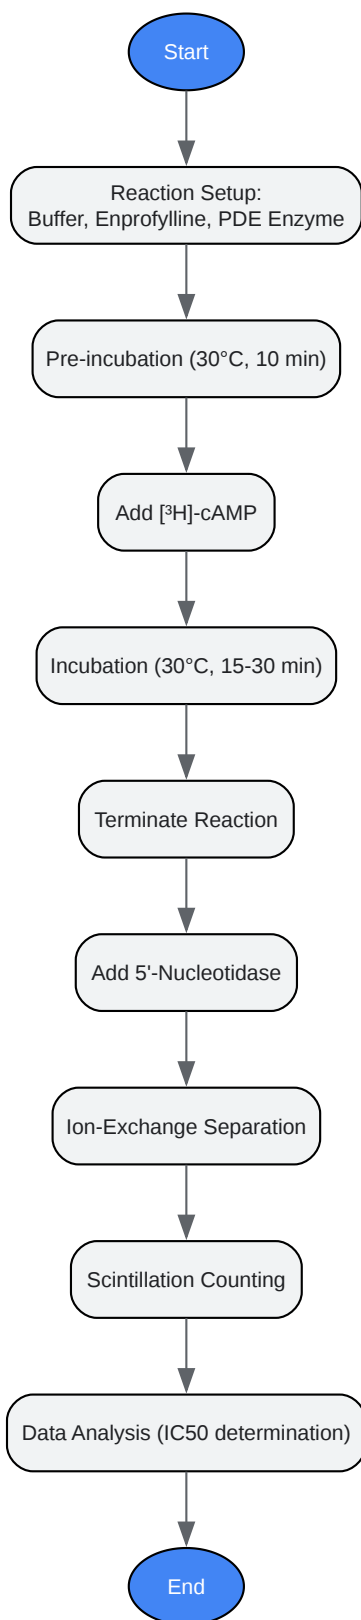 Start
Reaction Setup:
Buffer, Enprofylline, PDE Enzyme
Pre-incubation (30°C, 10 min)
Add [³H]-cAMP
Incubation (30°C, 15-30 min)
Terminate Reaction
Add 5'-Nucleotidase
Ion-Exchange Separation
Scintillation Counting
Data Analysis (IC50 determination)
End